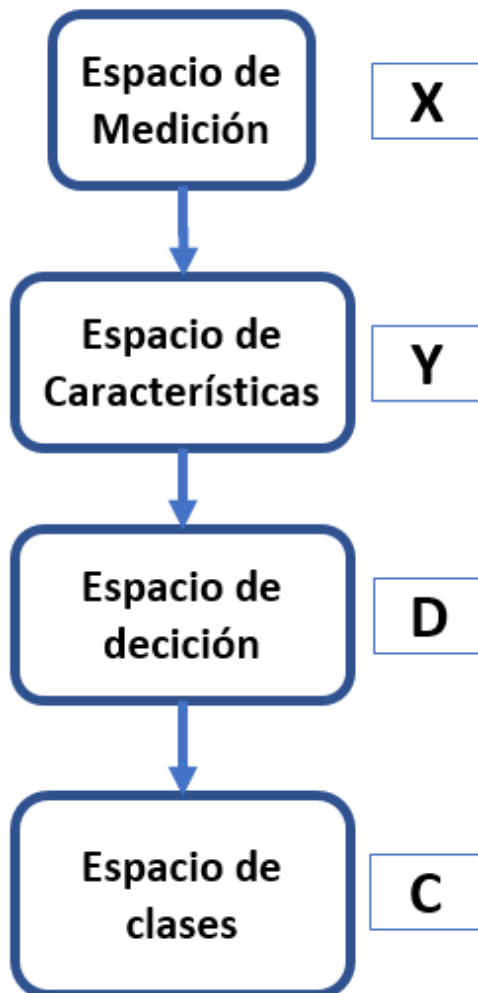 Espacio de
Medición
X
Espacio de
Características
Y
Espacio de
decición
D
Espacio de
clases
C